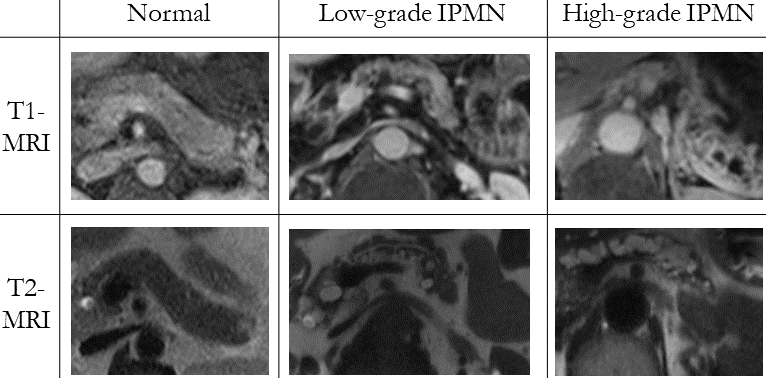 Normal
Low-grade IPMN
High-grade IPMN
T1-
MRI
T2-
MRI